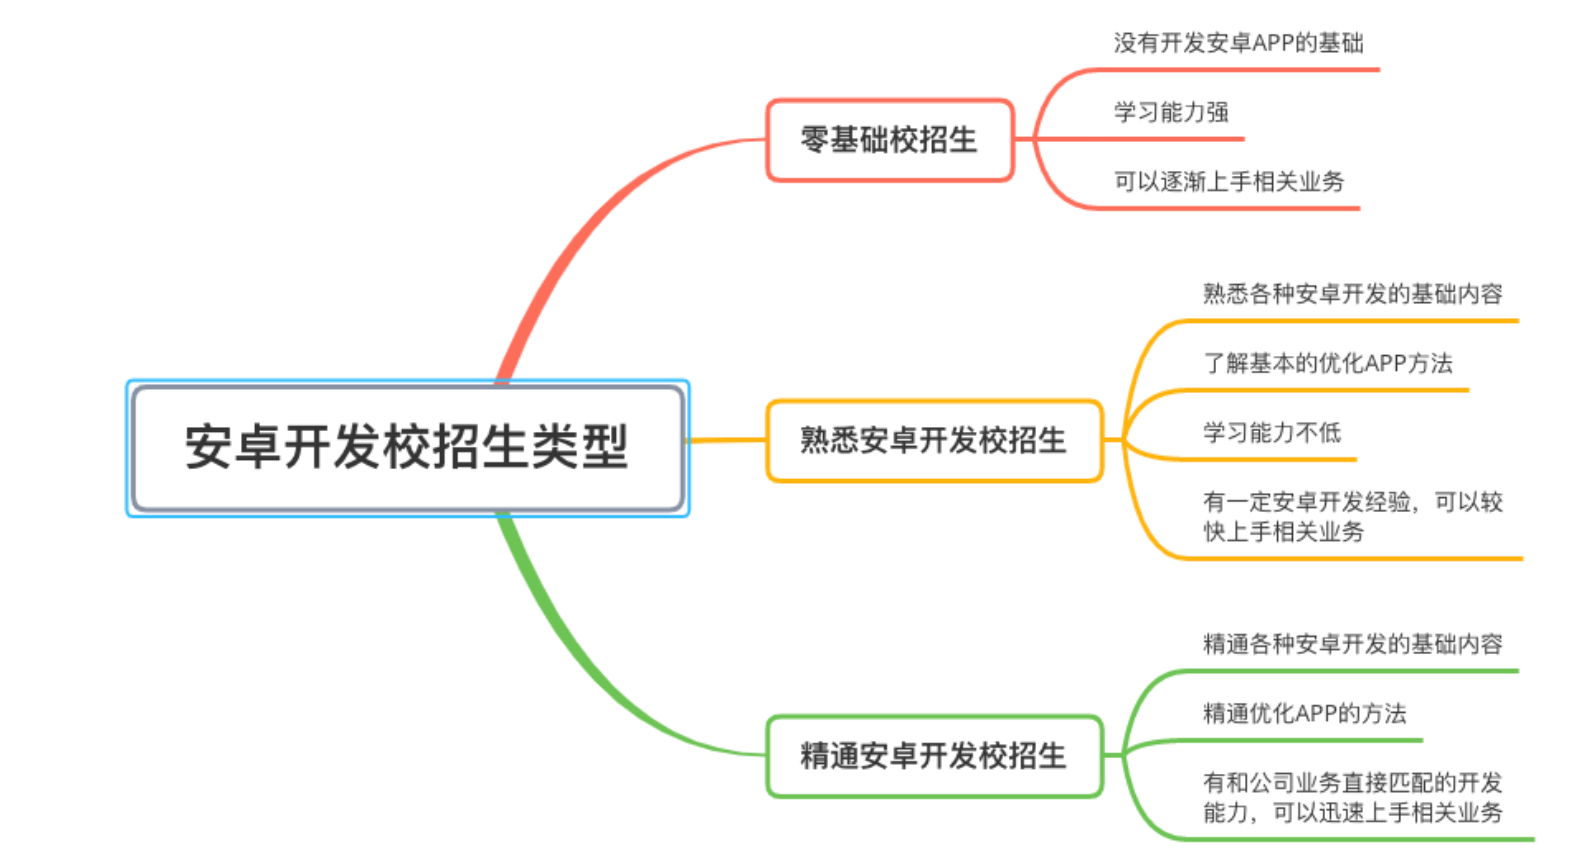 安卓开发校招生类型
零基础校招生
没有开发安卓APP的基础
学习能力强
可以逐渐上手相关业务
熟悉安卓开发校招生
熟悉各种安卓开发的基础内容
了解基本的优化APP方法
学习能力不低
有一定安卓开发经验，可以较
快上手相关业务
精通安卓开发校招生
精通各种安卓开发的基础内容
精通优化APP的方法
有和公司业务直接匹配的开发
能力，可以迅速上手相关业务